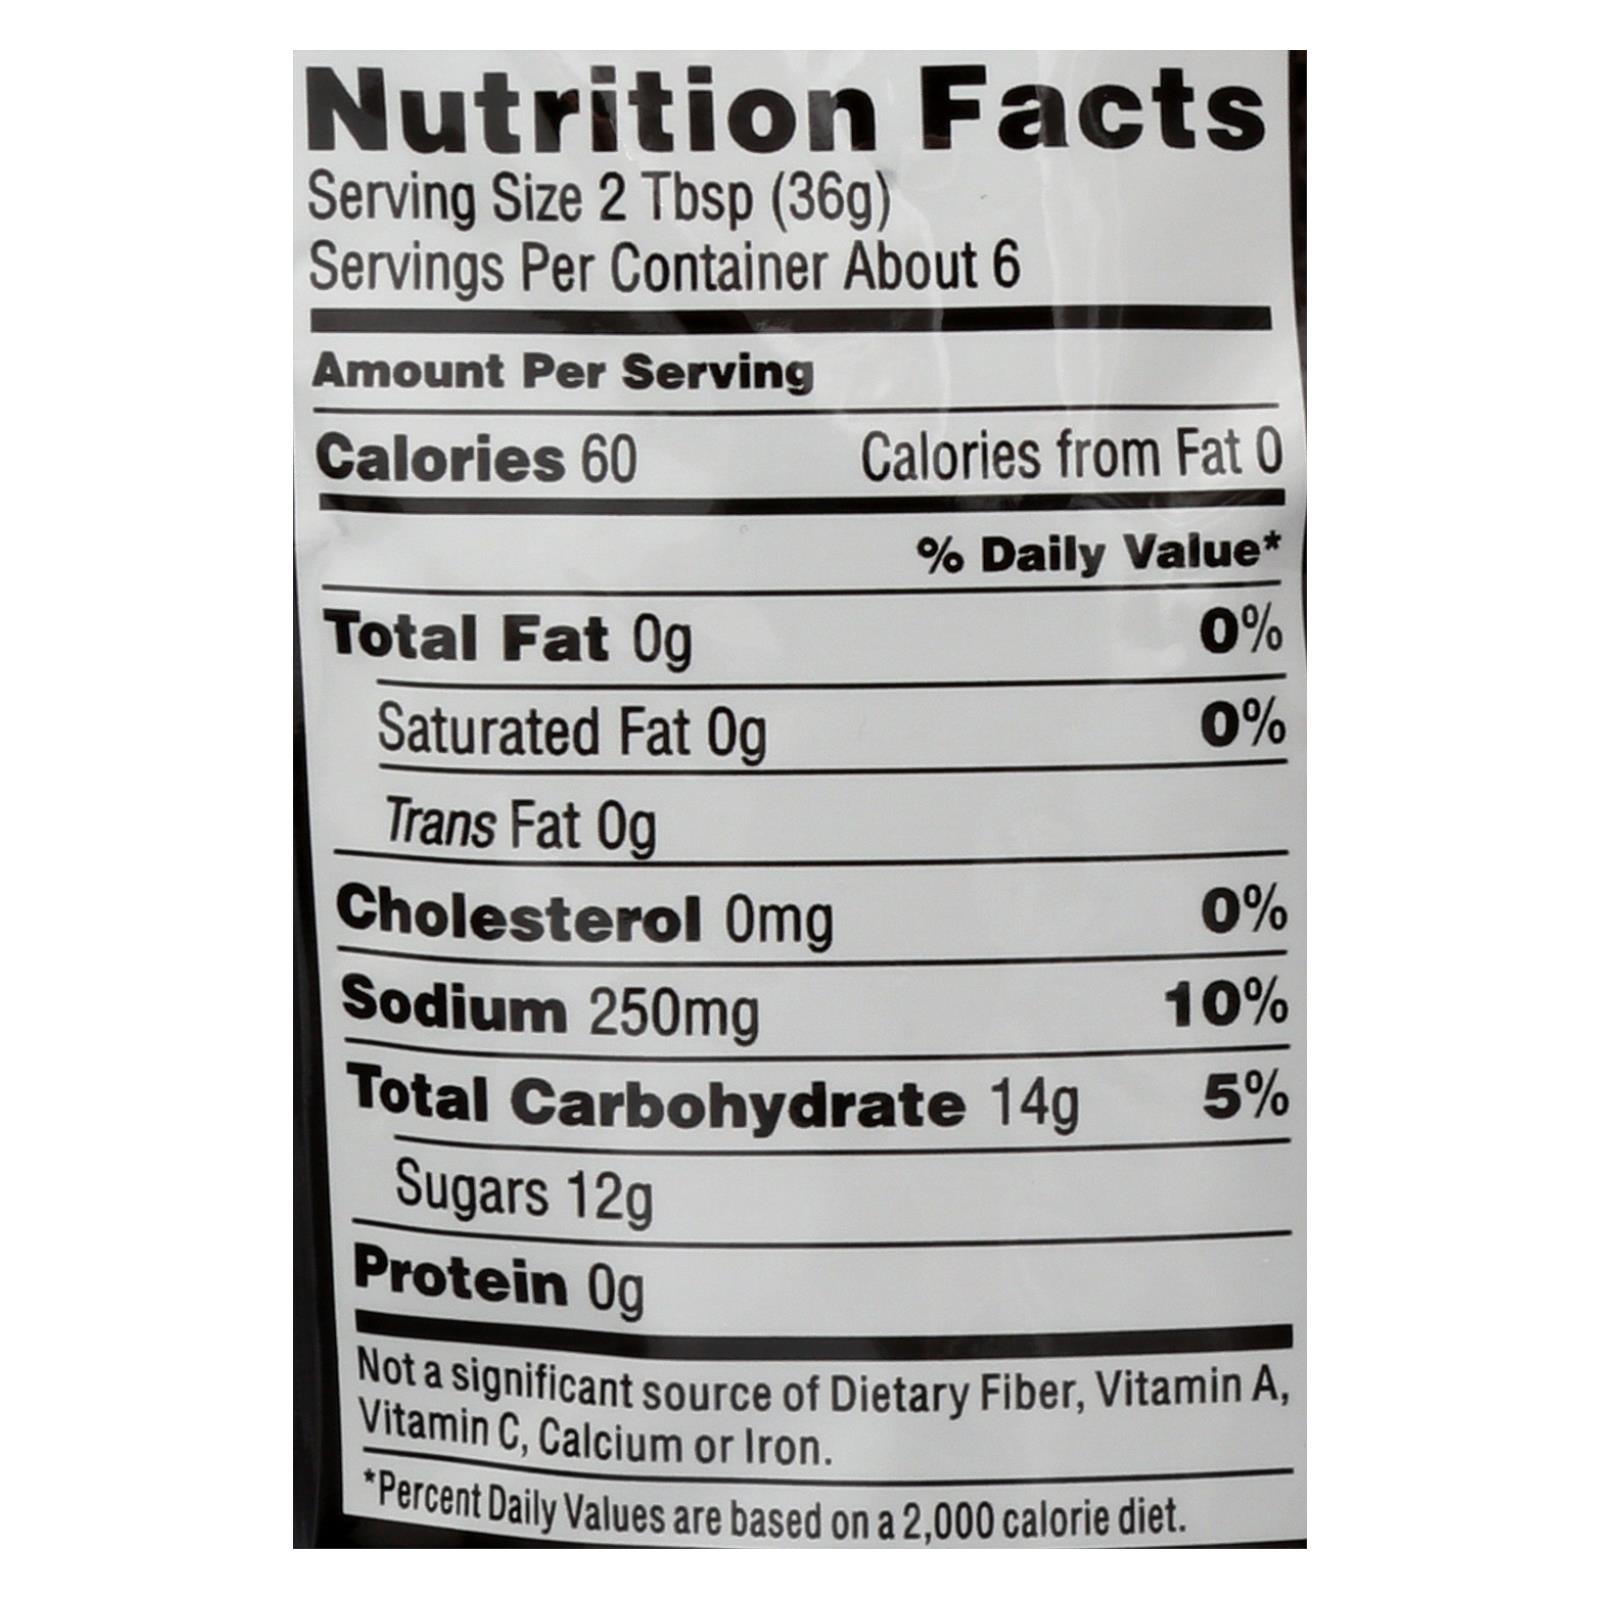 Nutrition Facts
Serving Size 2 Tbsp (36g)
Servings Per Container About 6
Amount Per Serving
Calories 60 Calories from Fat 0
% Daily Value*
Total Fat 0g 0%
Saturated Fat 0g 0%
Trans Fat 0g
Cholesterol 0mg 0%
Sodium 250mg 10%
Total Carbohydrate 14g 5%
Sugars 12g
Protein 0g
Not a significant source of Dietary Fiber, Vitamin A,
Vitamin C, Calcium or Iron.
*Percent Daily Values are based on a 2,000 calorie diet.